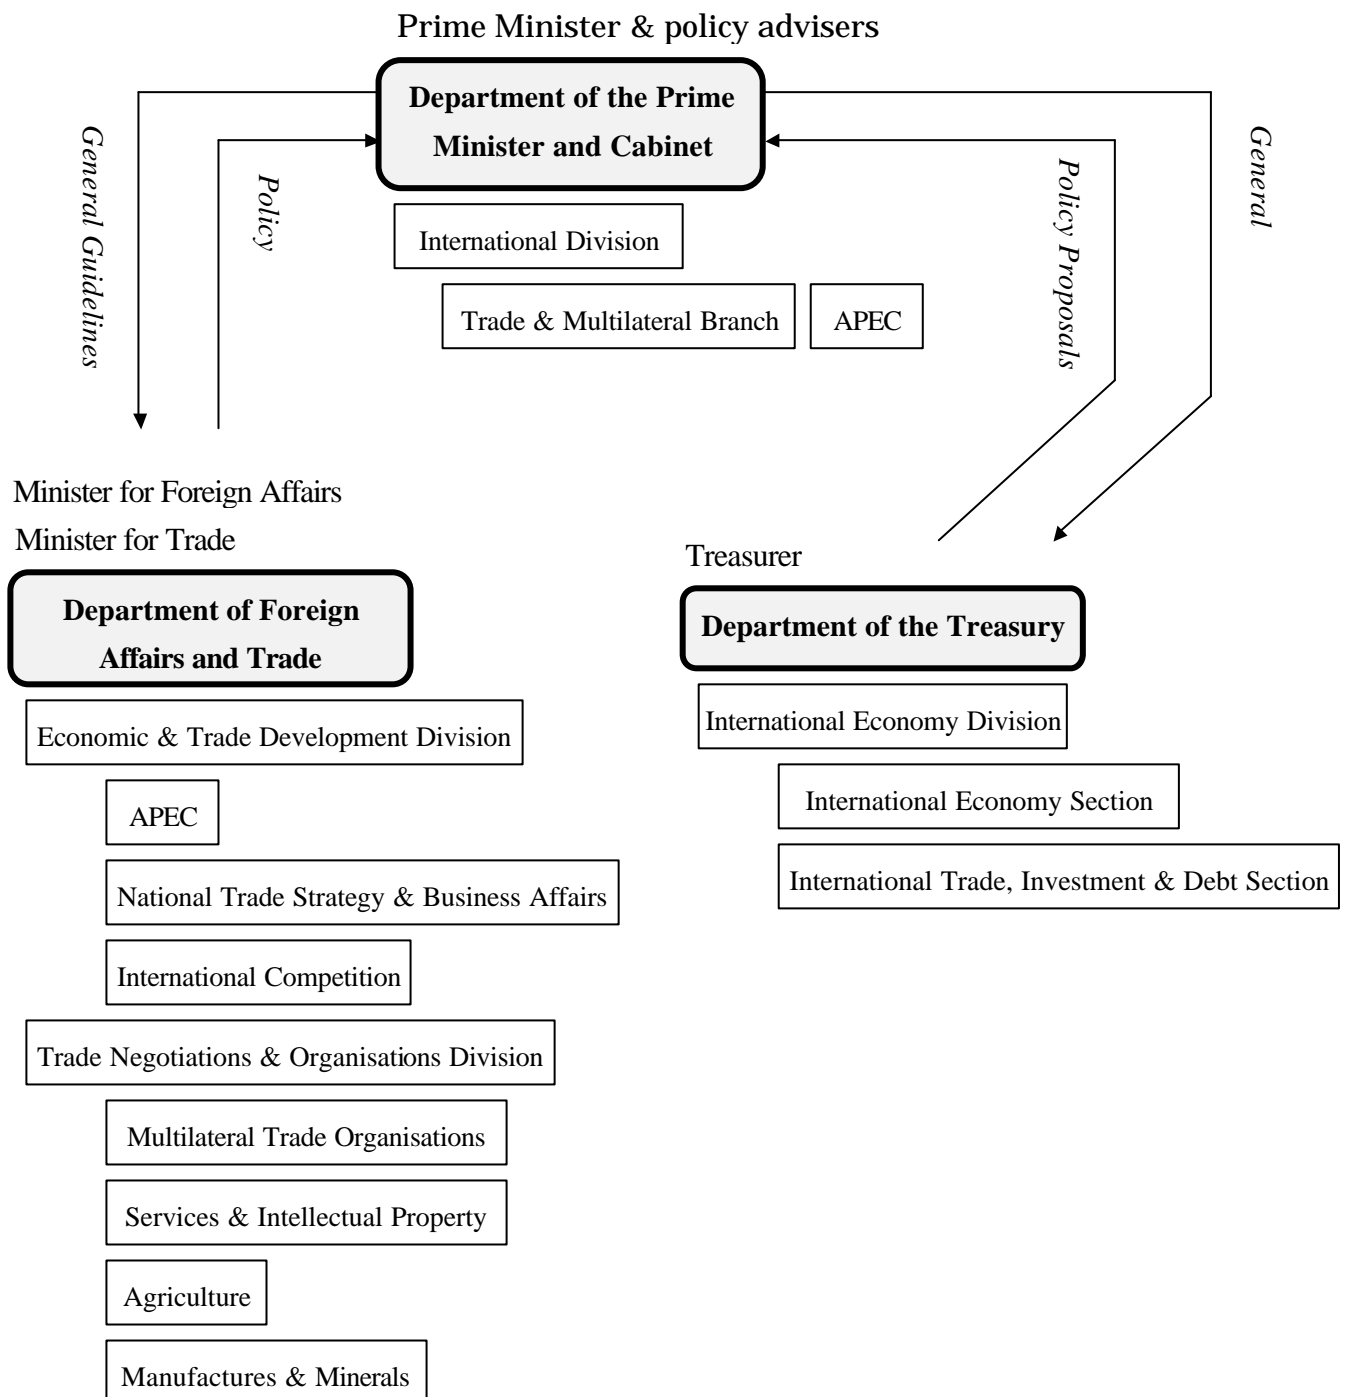 Prime Minister & policy advisers
Department of the Prime
Minister and Cabinet
General Guidelines
Policy
Policy Proposals
General
International Division
Trade & Multilateral Branch
APEC
Minister for Foreign Affairs
Minister for Trade
Department of Foreign
Affairs and Trade
Economic & Trade Development Division
APEC
National Trade Strategy & Business Affairs
International Competition
Trade Negotiations & Organisations Division
Multilateral Trade Organisations
Services & Intellectual Property
Agriculture
Manufactures & Minerals
Treasurer
Department of the Treasury
International Economy Division
International Economy Section
International Trade, Investment & Debt Section